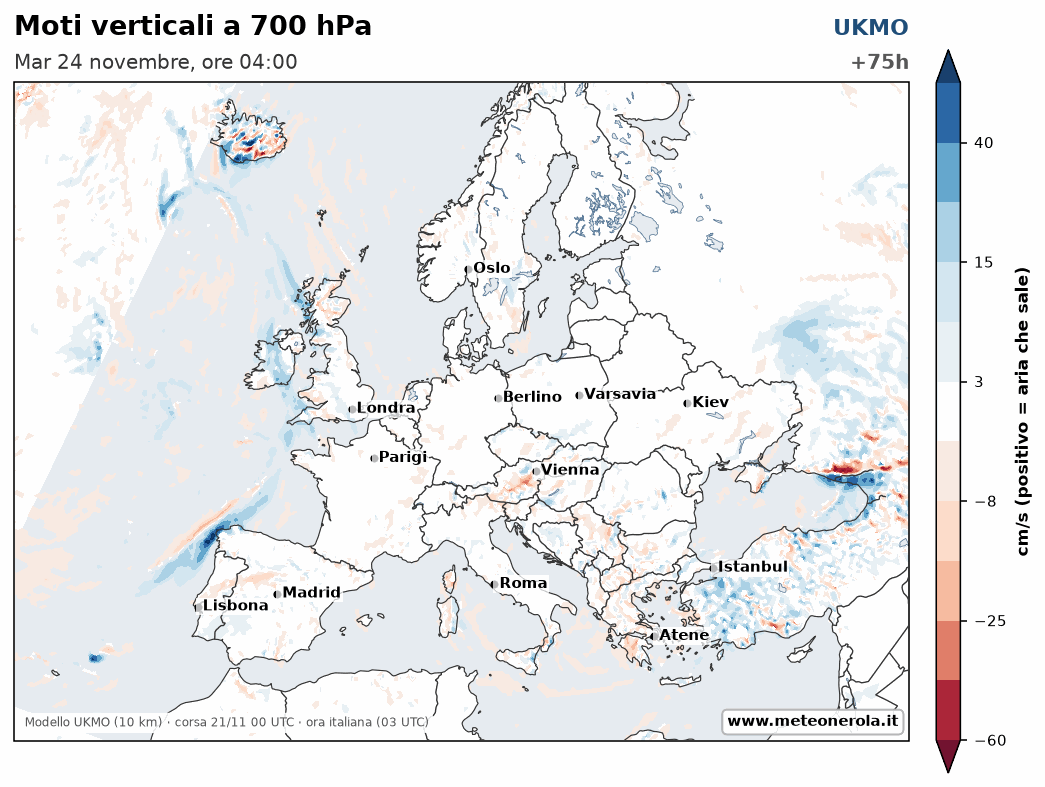 Moti verticali a 700 hPa
UKMO
Mar 24 novembre, ore 04:00
+75h
40
15
3
−8
−25
−60
cm/s (positivo = aria che sale)
Oslo
Berlino
Varsavia
Kiev
Londra
Parigi
Vienna
Istanbul
Roma
Madrid
Lisbona
Atene
Modello UKMO (10 km) · corsa 21/11 00 UTC · ora italiana (03 UTC)
www.meteonerola.it